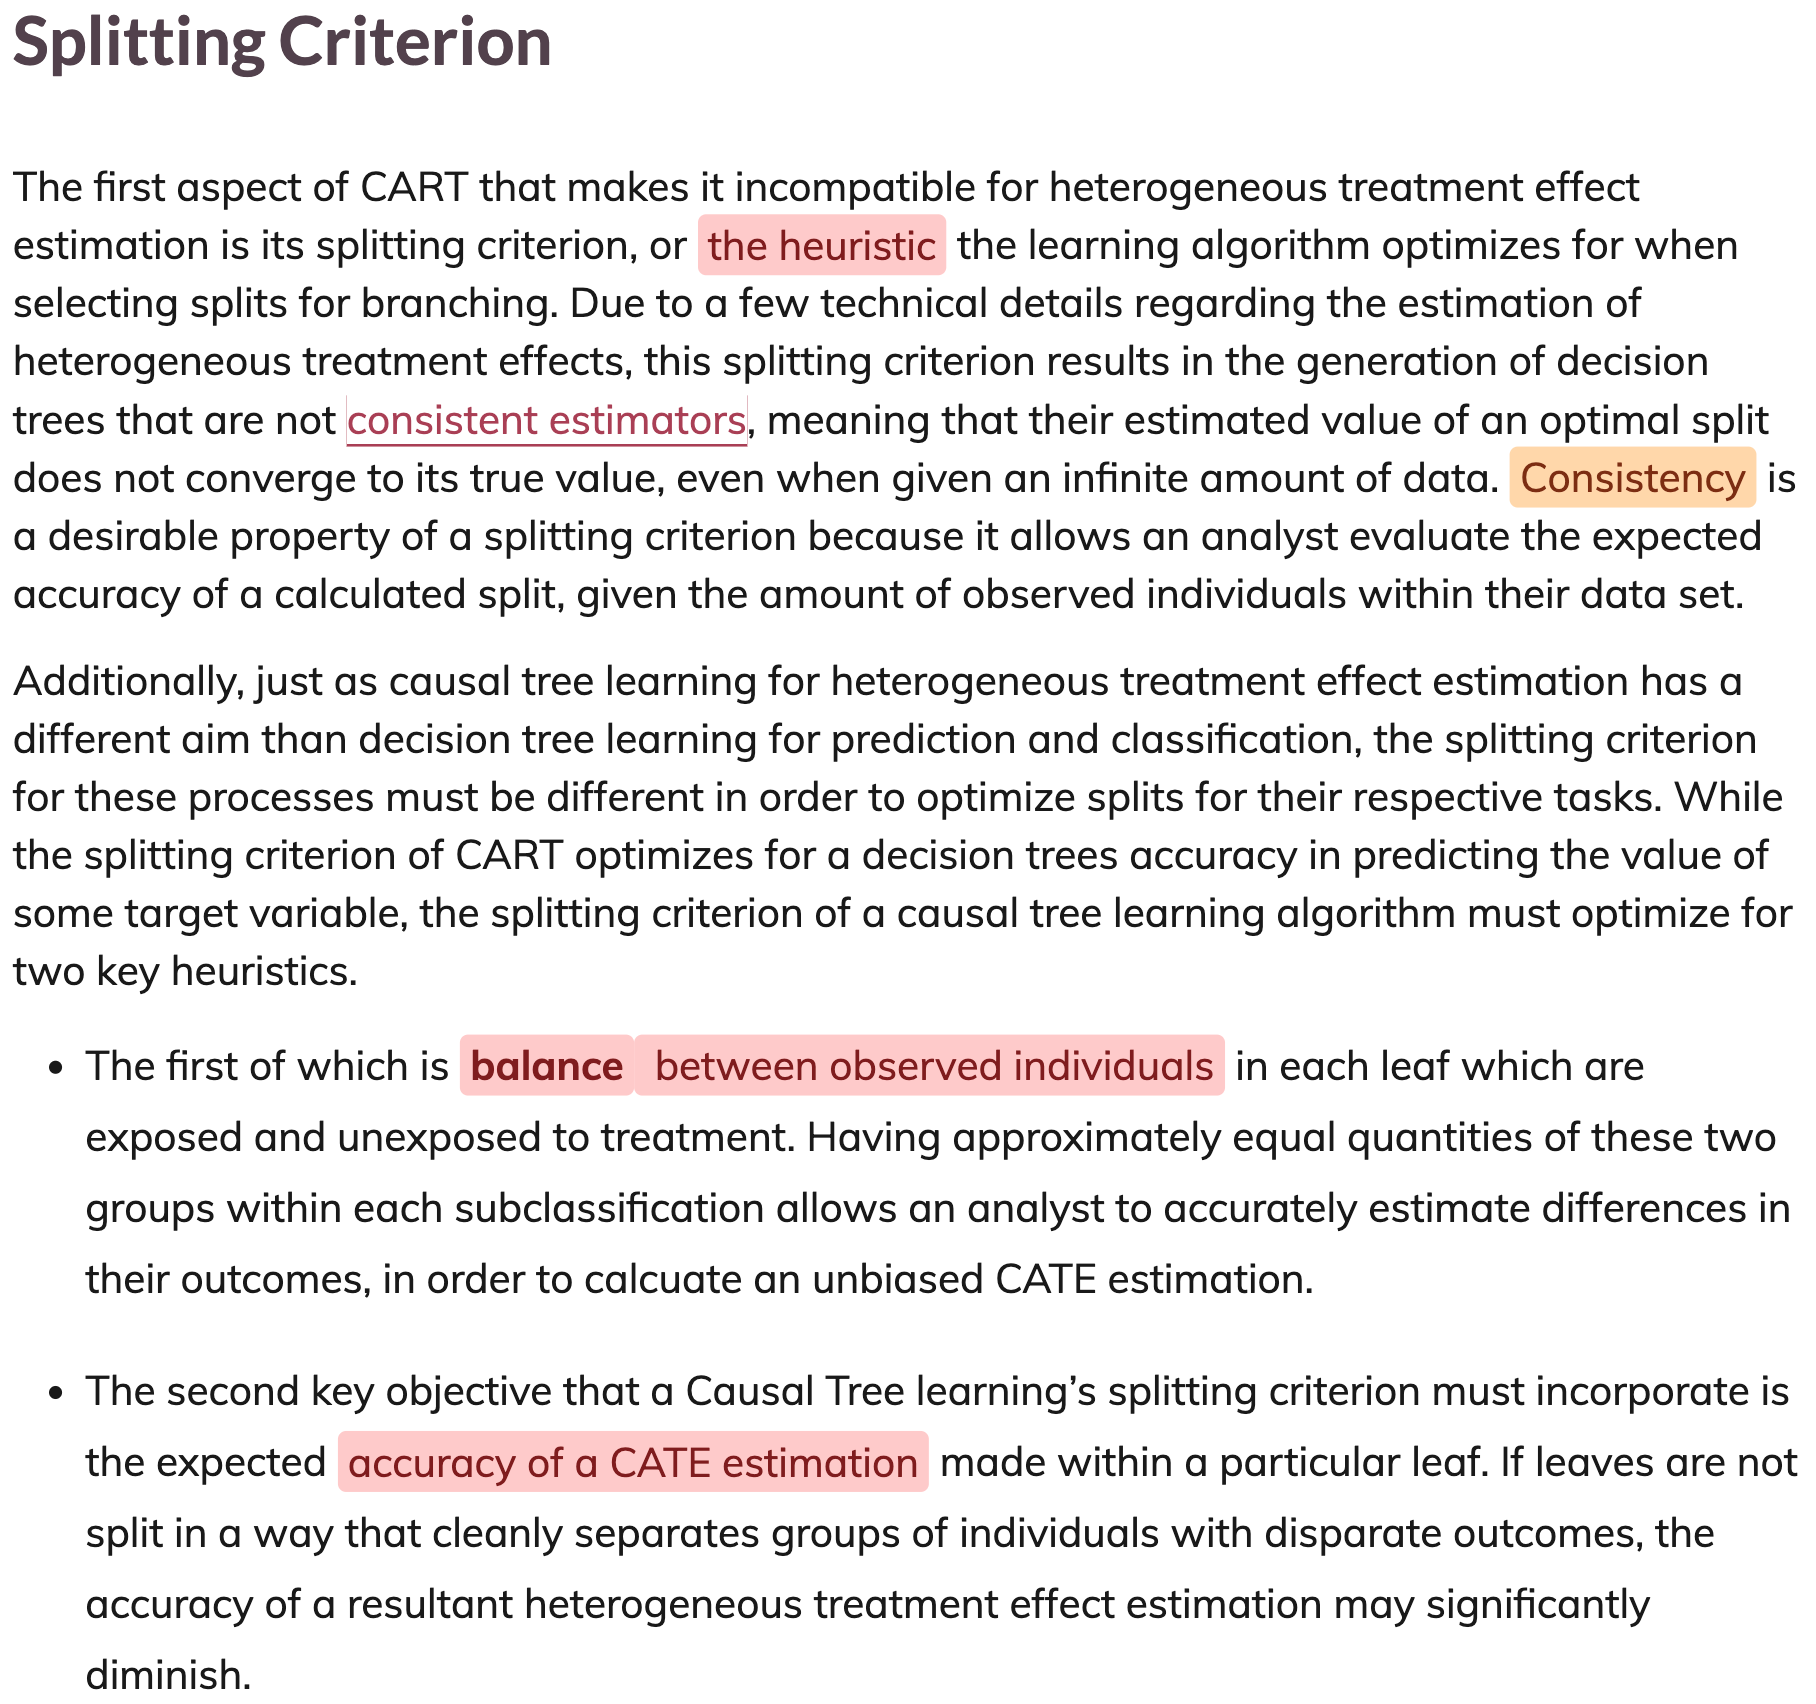 Splitting Criterion
The first aspect of CART that makes it incompatible for heterogeneous treatment effect
estimation is its splitting criterion, or the heuristic the learning algorithm optimizes for when
selecting splits for branching. Due to a few technical details regarding the estimation of
heterogeneous treatment effects, this splitting criterion results in the generation of decision
trees that are not consistent estimators, meaning that their estimated value of an optimal split
does not converge to its true value, even when given an infinite amount of data. Consistency is
a desirable property of a splitting criterion because it allows an analyst evaluate the expected
accuracy of a calculated split, given the amount of observed individuals within their data set.
Additionally, just as causal tree learning for heterogeneous treatment effect estimation has a
different aim than decision tree learning for prediction and classification, the splitting criterion
for these processes must be different in order to optimize splits for their respective tasks. While
the splitting criterion of CART optimizes for a decision trees accuracy in predicting the value of
some target variable, the splitting criterion of a causal tree learning algorithm must optimize for
two key heuristics.
• The first of which is balance between observed individuals in each leaf which are
exposed and unexposed to treatment. Having approximately equal quantities of these two
groups within each subclassification allows an analyst to accurately estimate differences in
their outcomes, in order to calcuate an unbiased CATE estimation.
• The second key objective that a Causal Tree learning’s splitting criterion must incorporate is
the expected accuracy of a CATE estimation made within a particular leaf. If leaves are not
split in a way that cleanly separates groups of individuals with disparate outcomes, the
accuracy of a resultant heterogeneous treatment effect estimation may significantly
diminish.